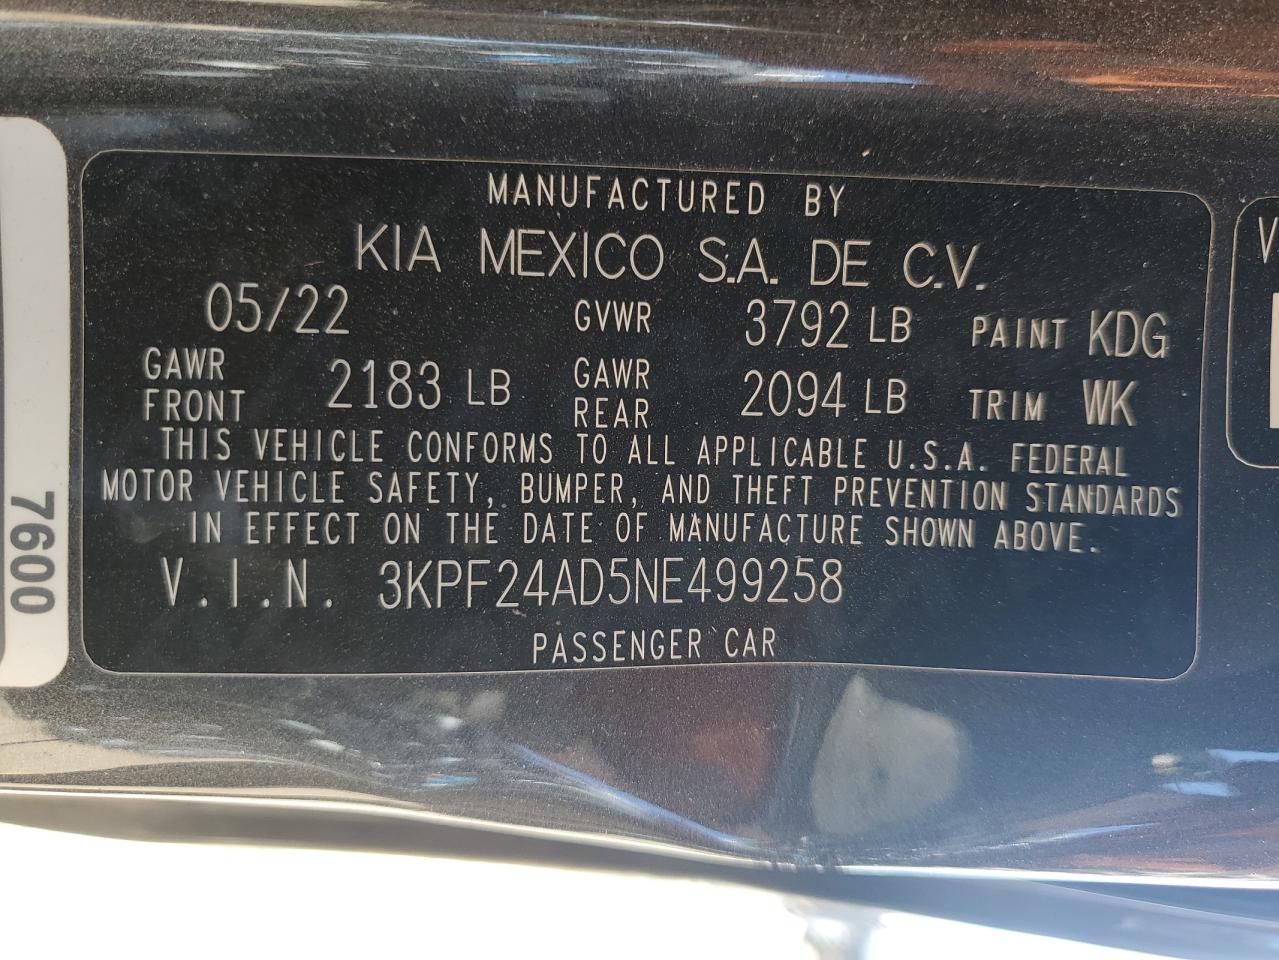 MANUFACTURED BY
KIA MEXICO S.A. DE C.V.
05/22 GVWR 3792 LB PAINT KDG
GAWR FRONT 2183 LB GAWR REAR 2094 LB TRIM WK
THIS VEHICLE CONFORMS TO ALL APPLICABLE U.S.A. FEDERAL
MOTOR VEHICLE SAFETY, BUMPER, AND THEFT PREVENTION STANDARDS
IN EFFECT ON THE DATE OF MANUFACTURE SHOWN ABOVE.
V.I.N. 3KPF24AD5NE499258
PASSENGER CAR
7600
V